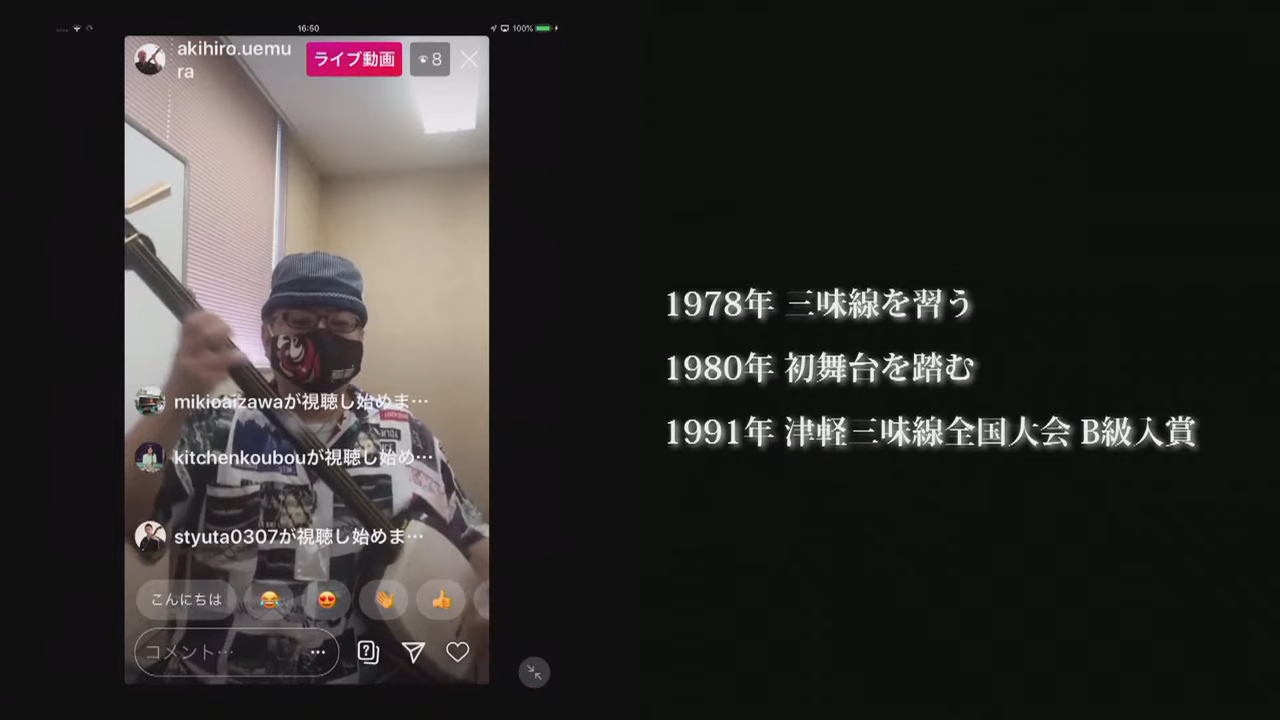 16:50
100%
akihiro.uemu
ra
ライブ動画
8
mikioaizawaが視聴し始めま…
kitchenkoubouが視聴し始め…
styuta0307が視聴し始めま…
こんにちは
コメント…
1978年 三味線を習う
1980年 初舞台を踏む
1991年 津軽三味線全国大会 B級入賞